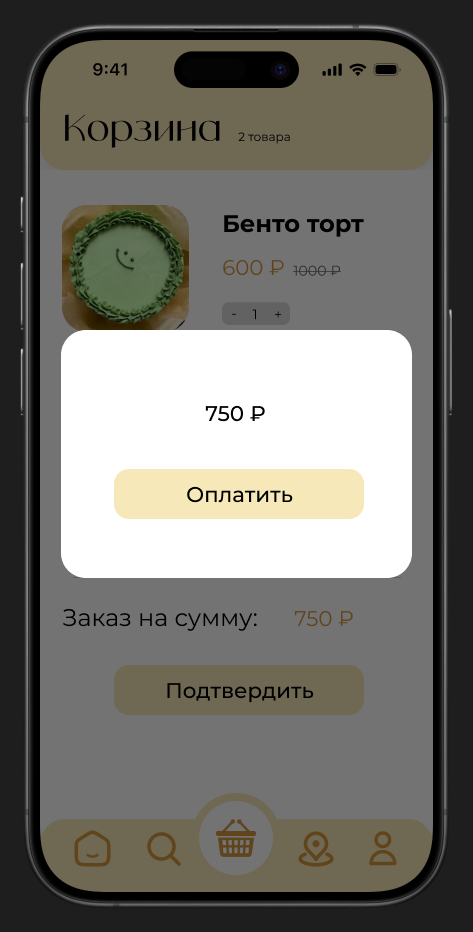 9:41
Корзина 2 товара
Бенто торт
600 ₽ 1000 ₽
- 1 +
750 ₽
Оплатить
Заказ на сумму: 750 ₽
Подтвердить